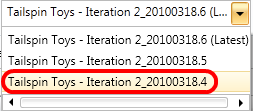 Tailspin Toys - Iteration 2_20100318.6 (L...
Tailspin Toys - Iteration 2_20100318.6 (Latest)
Tailspin Toys - Iteration 2_20100318.5
Tailspin Toys - Iteration 2_20100318.4